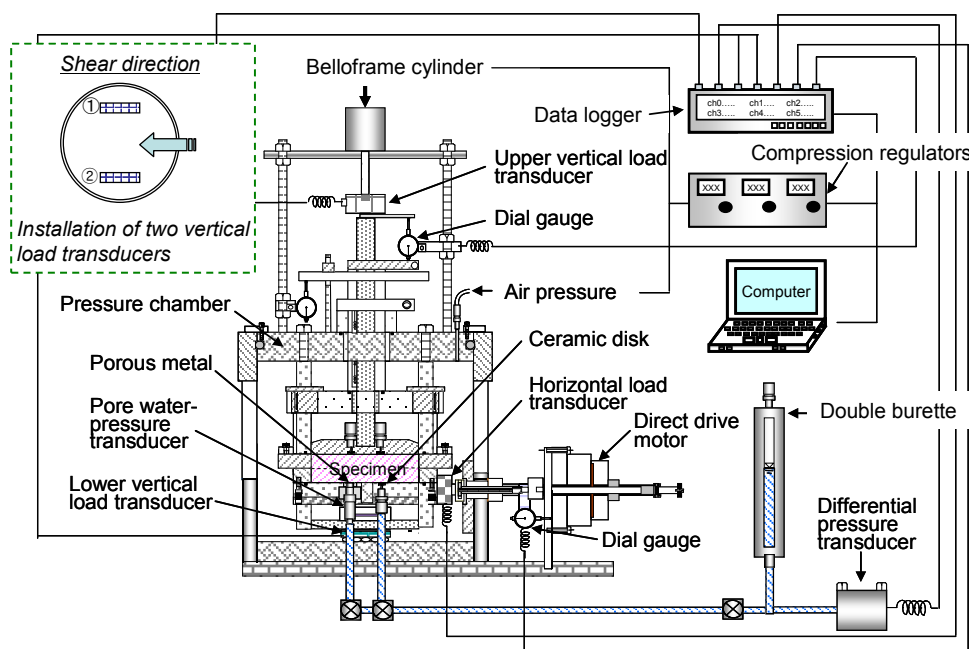 Shear direction
①
②
Installation of two vertical
load transducers
Belloframe cylinder
Data logger
ch0..... ch1.... ch2.....
ch3..... ch4.... ch5.....
Upper vertical load
transducer
Compression regulators
XXX XXX XXX
Dial gauge
Computer
Pressure chamber
Air pressure
Porous metal
Ceramic disk
Pore water-
pressure
transducer
Horizontal load
transducer
Direct drive
motor
Double burette
Specimen
Lower vertical
load transducer
Dial gauge
Differential
pressure
transducer